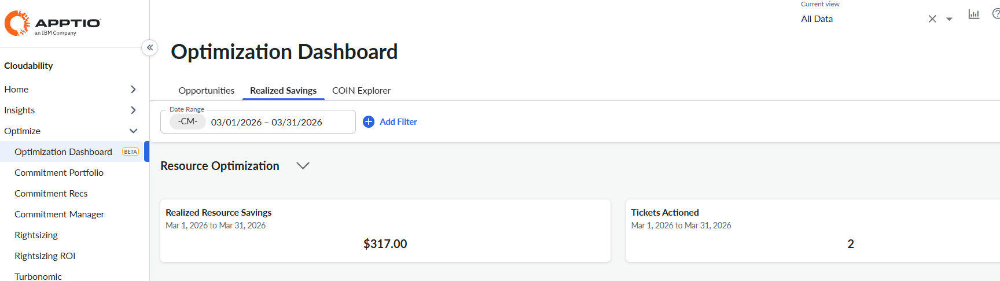 APPTIO
an IBM Company
Current view
All Data
Optimization Dashboard
Cloudability
Home
Insights
Optimize
Optimization Dashboard BETA
Commitment Portfolio
Commitment Recs
Commitment Manager
Rightsizing
Rightsizing ROI
Turbonomic
Opportunities Realized Savings COIN Explorer
Date Range
-CM- 03/01/2026 – 03/31/2026 Add Filter
Resource Optimization
Realized Resource Savings
Mar 1, 2026 to Mar 31, 2026
$317.00
Tickets Actioned
Mar 1, 2026 to Mar 31, 2026
2